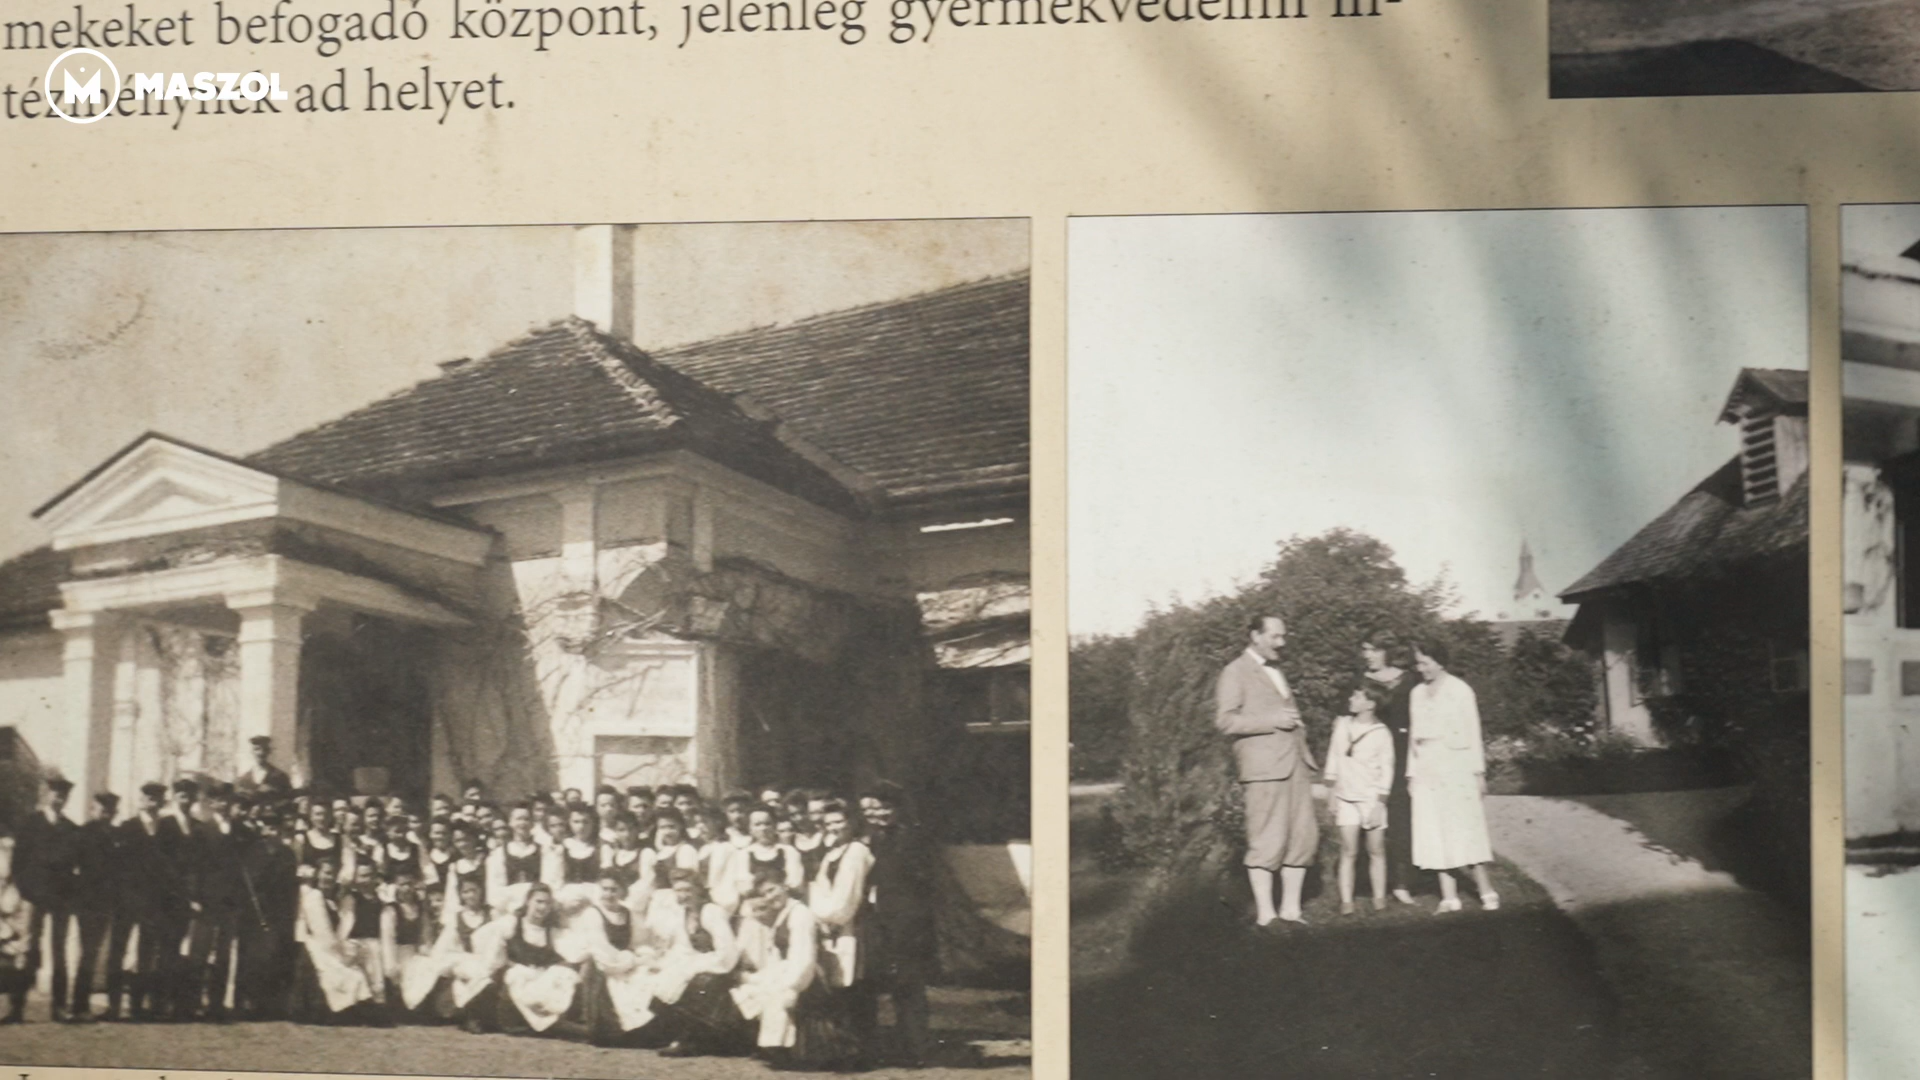 mekeket befogadó központ, jelenleg gyermekvédelmi in-
tézménynek ad helyet.
MASZOL